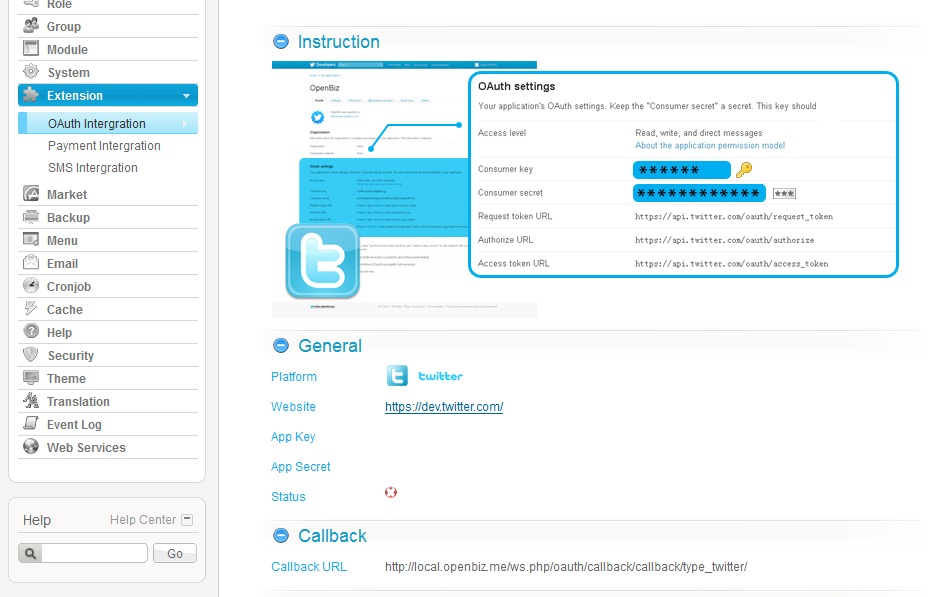 Role
Group
Module
System
Extension
OAuth Intergration
Payment Intergration
SMS Intergration
Market
Backup
Menu
Email
Cronjob
Cache
Help
Security
Theme
Translation
Event Log
Web Services
Help
Help Center
Go
Instruction
Developers
OpenBiz
OAuth settings
Your application's OAuth settings. Keep the "Consumer secret" a secret. This key should
Access level Read, write, and direct messages
About the application permission model
Consumer key ******
Consumer secret ************ ***
Request token URL https://api.twitter.com/oauth/request_token
Authorize URL https://api.twitter.com/oauth/authorize
Access token URL https://api.twitter.com/oauth/access_token
General
Platform twitter
Website https://dev.twitter.com/
App Key
App Secret
Status
Callback
Callback URL http://local.openbiz.me/ws.php/oauth/callback/callback/type_twitter/